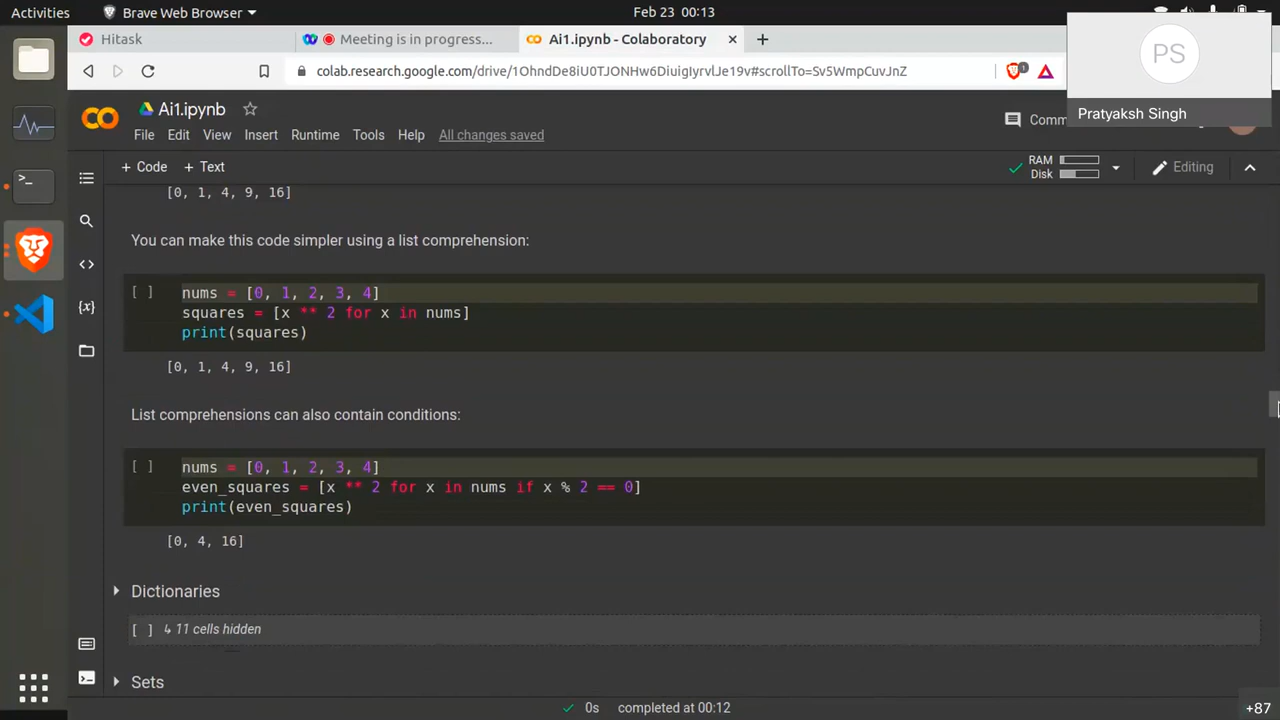 Activities
Brave Web Browser
Feb 23 00:13
Hitask
Meeting is in progress...
Ai1.ipynb - Colaboratory
colab.research.google.com/drive/1OhndDe8iU0TJONHw6DiuigIyrvlJe19v#scrollTo=Sv5WmpCuvJnZ
1
PS
Pratyaksh Singh
Ai1.ipynb
File Edit View Insert Runtime Tools Help All changes saved
Comm
+ Code + Text
RAM
Disk
Editing
[0, 1, 4, 9, 16]
You can make this code simpler using a list comprehension:
[ ] nums = [0, 1, 2, 3, 4]
squares = [x ** 2 for x in nums]
print(squares)
[0, 1, 4, 9, 16]
List comprehensions can also contain conditions:
[ ] nums = [0, 1, 2, 3, 4]
even_squares = [x ** 2 for x in nums if x % 2 == 0]
print(even_squares)
[0, 4, 16]
Dictionaries
[ ] ↳ 11 cells hidden
Sets
0s completed at 00:12
+87